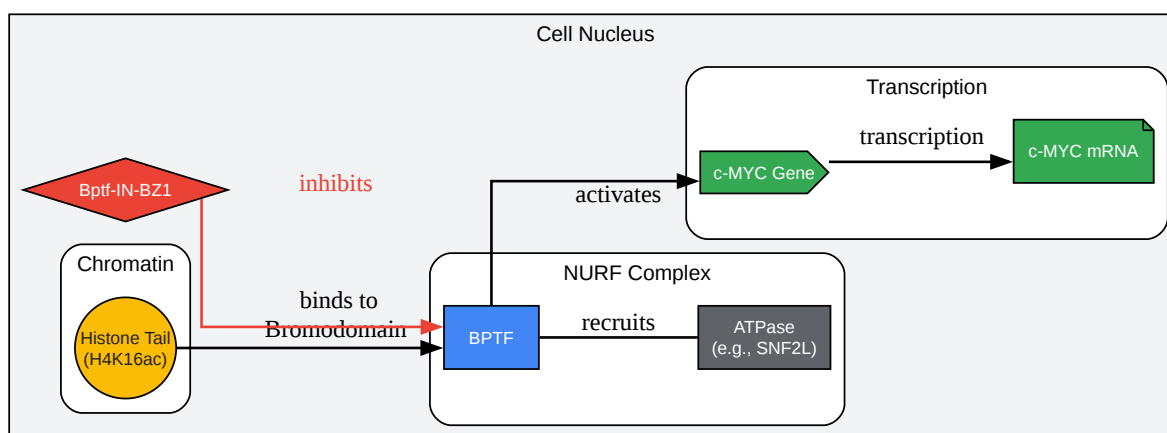 Cell Nucleus
Transcription
transcription
c-MYC Gene
c-MYC mRNA
Bptf-IN-BZ1
inhibits
activates
Chromatin
Histone Tail
(H4K16ac)
binds to
Bromodomain
NURF Complex
BPTF
recruits
ATPase
(e.g., SNF2L)